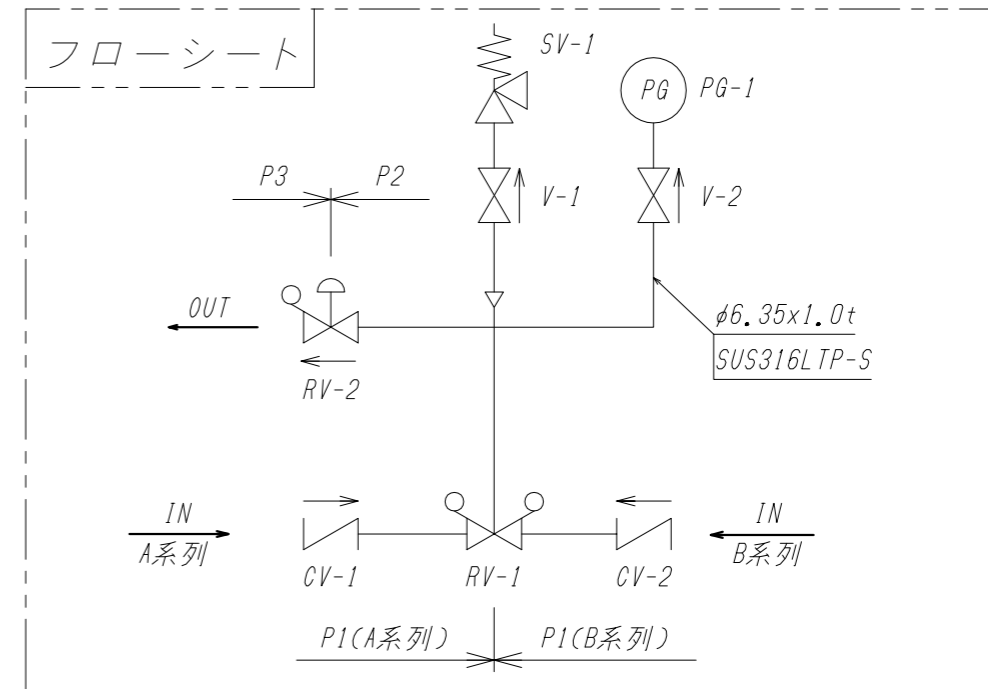 フローシート
SV-1
PG
PG-1
P3
P2
V-1
V-2
OUT
φ6.35x1.0t
SUS316LTP-S
RV-2
IN
A系列
IN
B系列
CV-1
RV-1
CV-2
P1(A系列)
P1(B系列)